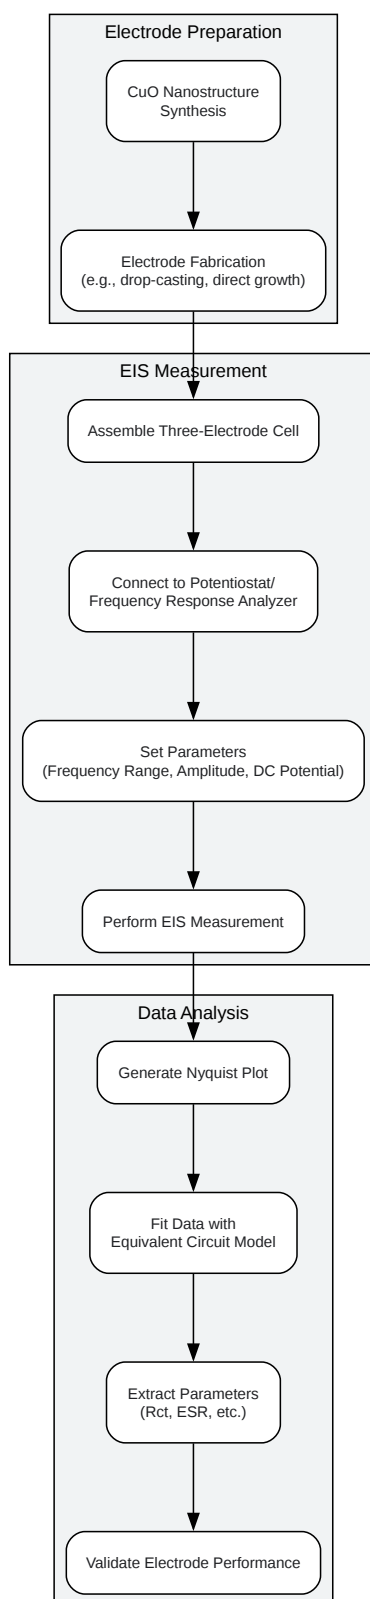 Electrode Preparation
CuO Nanostructure
Synthesis
Electrode Fabrication
(e.g., drop-casting, direct growth)
EIS Measurement
Assemble Three-Electrode Cell
Connect to Potentiostat/
Frequency Response Analyzer
Set Parameters
(Frequency Range, Amplitude, DC Potential)
Perform EIS Measurement
Data Analysis
Generate Nyquist Plot
Fit Data with
Equivalent Circuit Model
Extract Parameters
(Rct, ESR, etc.)
Validate Electrode Performance